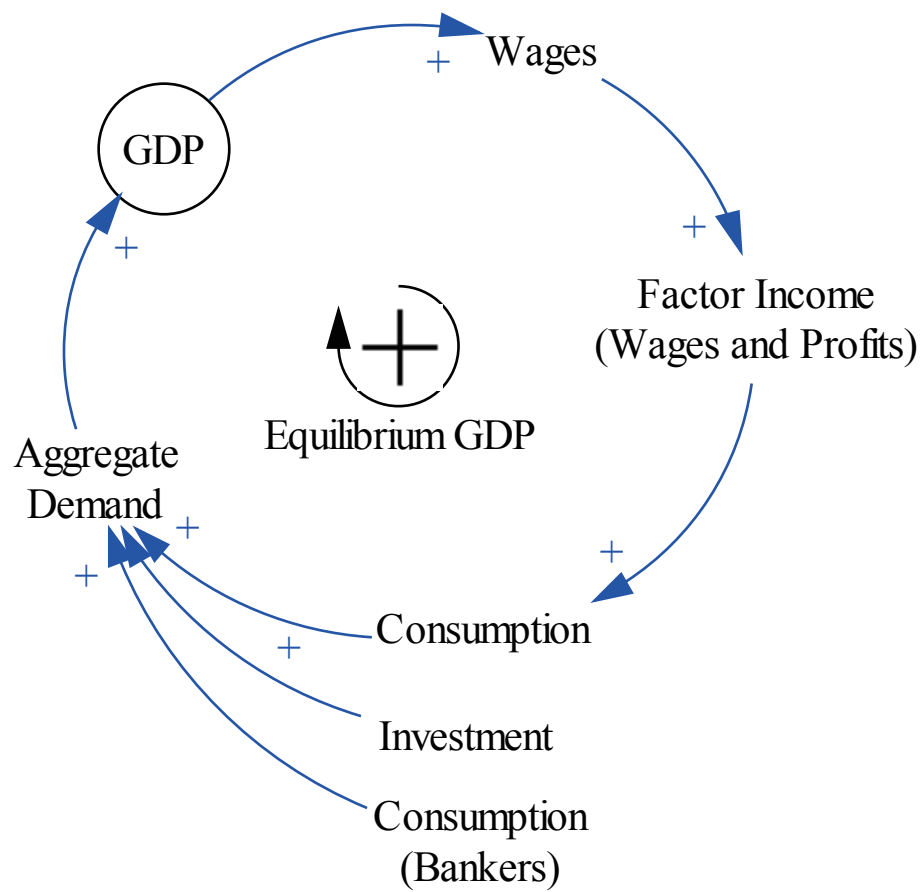 +
Wages
GDP
+
+
Factor Income
(Wages and Profits)
+
Equilibrium GDP
Aggregate
Demand
+
+
+
Consumption
+
Investment
Consumption
(Bankers)